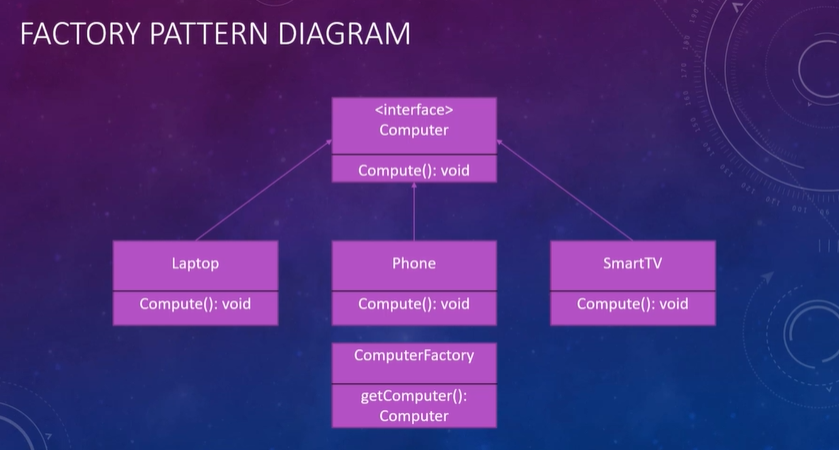 FACTORY PATTERN DIAGRAM
<interface>
Computer
Compute(): void
Laptop
Compute(): void
Phone
Compute(): void
SmartTV
Compute(): void
ComputerFactory
getComputer():
Computer